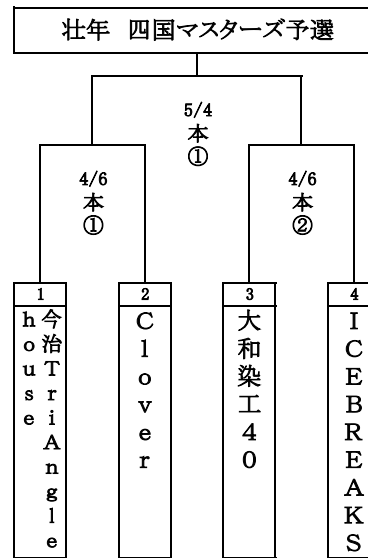 壮年 四国マスターズ予選
5/4
本
①
4/6
本
①
4/6
本
②
1
今治TriAngle
house
2
Clover
3
大和染工40
4
ICEBREAKS